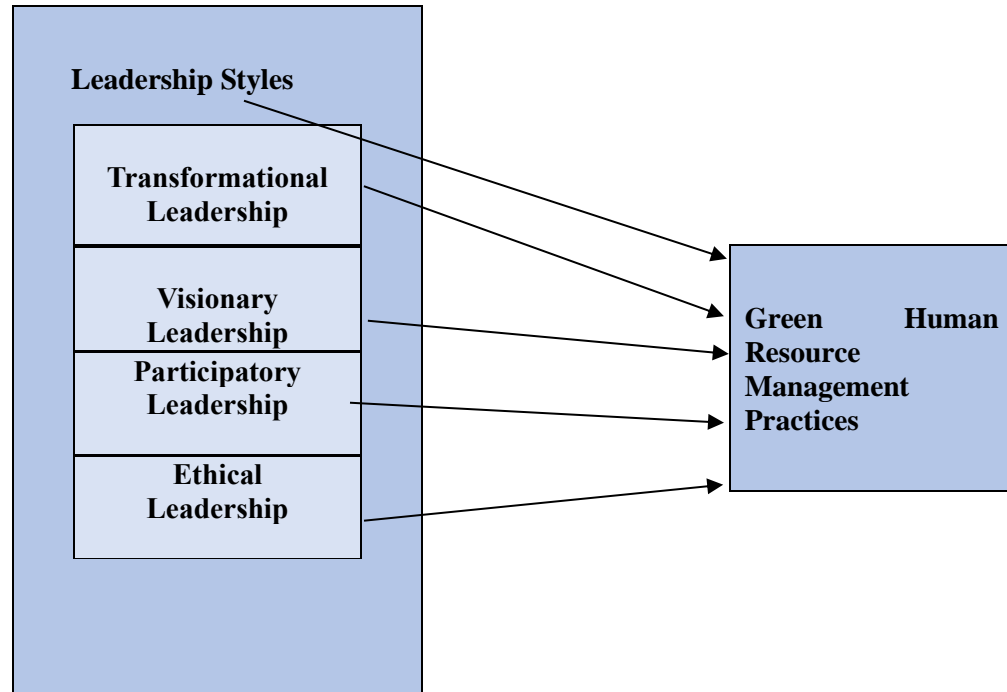 Leadership Styles
Transformational
Leadership
Visionary
Leadership
Participatory
Leadership
Ethical
Leadership
Green Human
Resource
Management
Practices